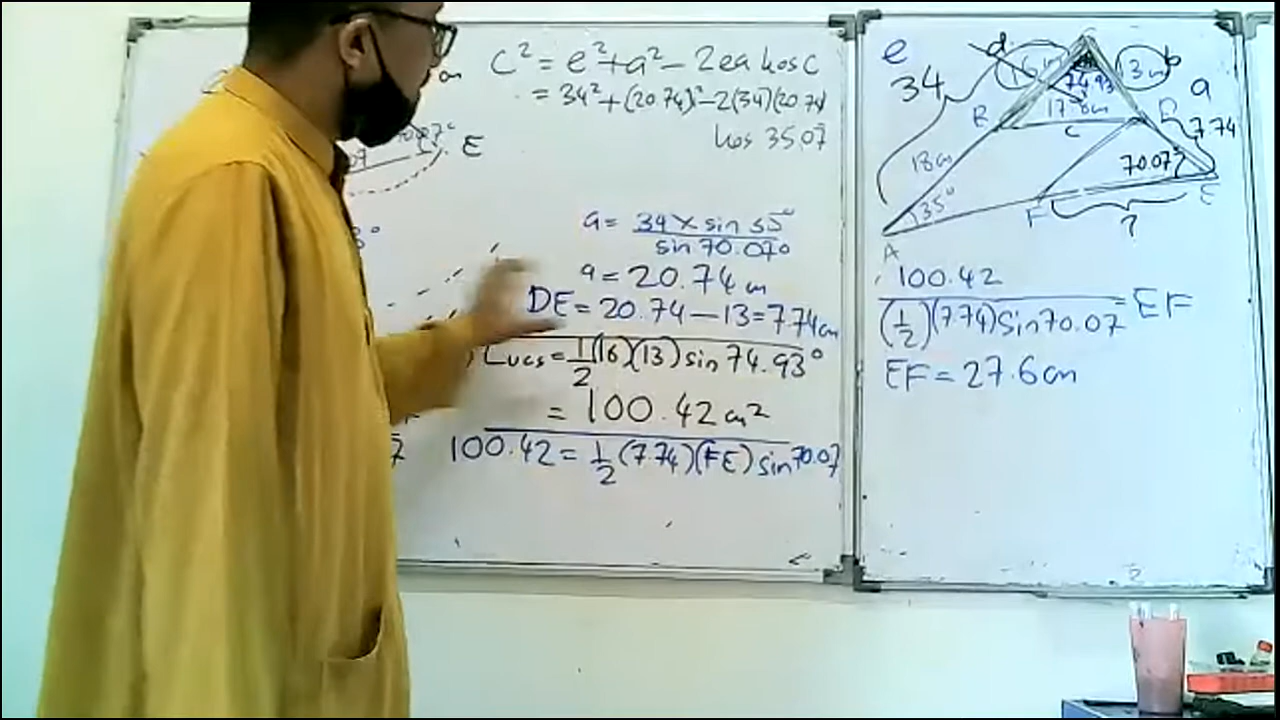 c² = e² + a² - 2ea kos C
= 34² + (20.74)² - 2(34)(20.74)
kos 35.07
E
a = 34 x sin 35°
sin 70.07°
a = 20.74 cm
DE = 20.74 - 13 = 7.74 cm
Luas = 1/2 (16)(13) sin 74.93°
= 100.42 cm²
100.42 = 1/2 (7.74)(FE) sin 70.07
e
34
d
16 cm
C
74.93
13 cm
b
a
B
17.8 cm
c
D
7.74
18 cm
35°
70.07°
A
F
E
?
100.42
(1/2)(7.74) sin 70.07 = EF
EF = 27.6 cm